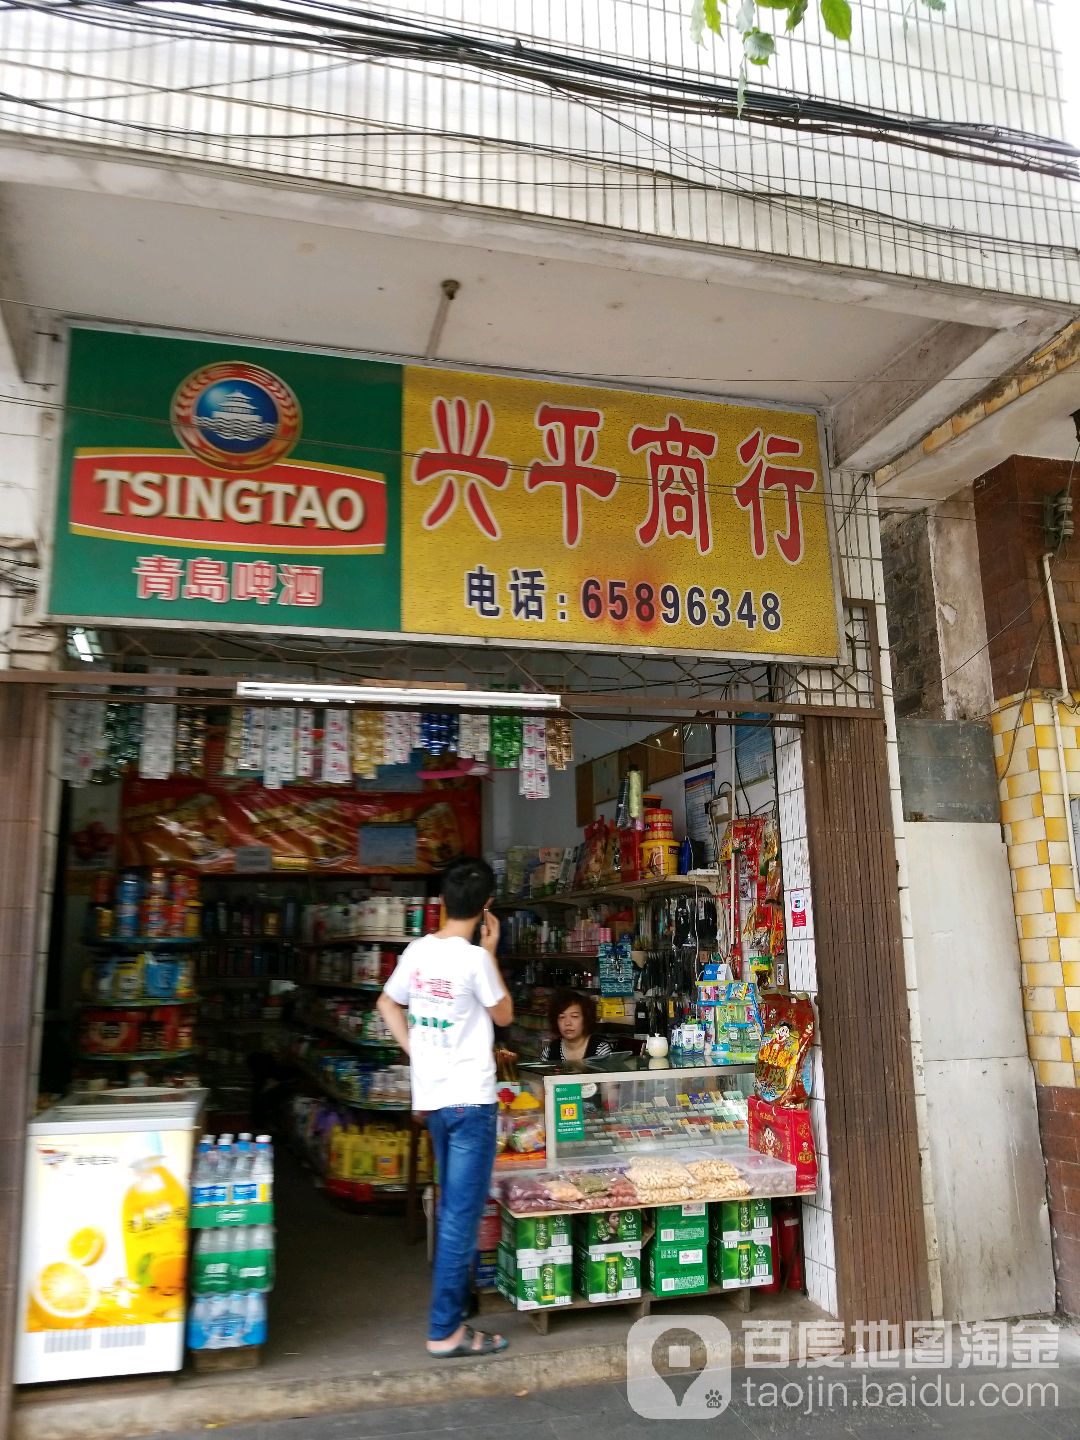 TSINGTAO
青島啤酒
兴平商行
电话:65896348
百度地图淘金
taojin.baidu.com